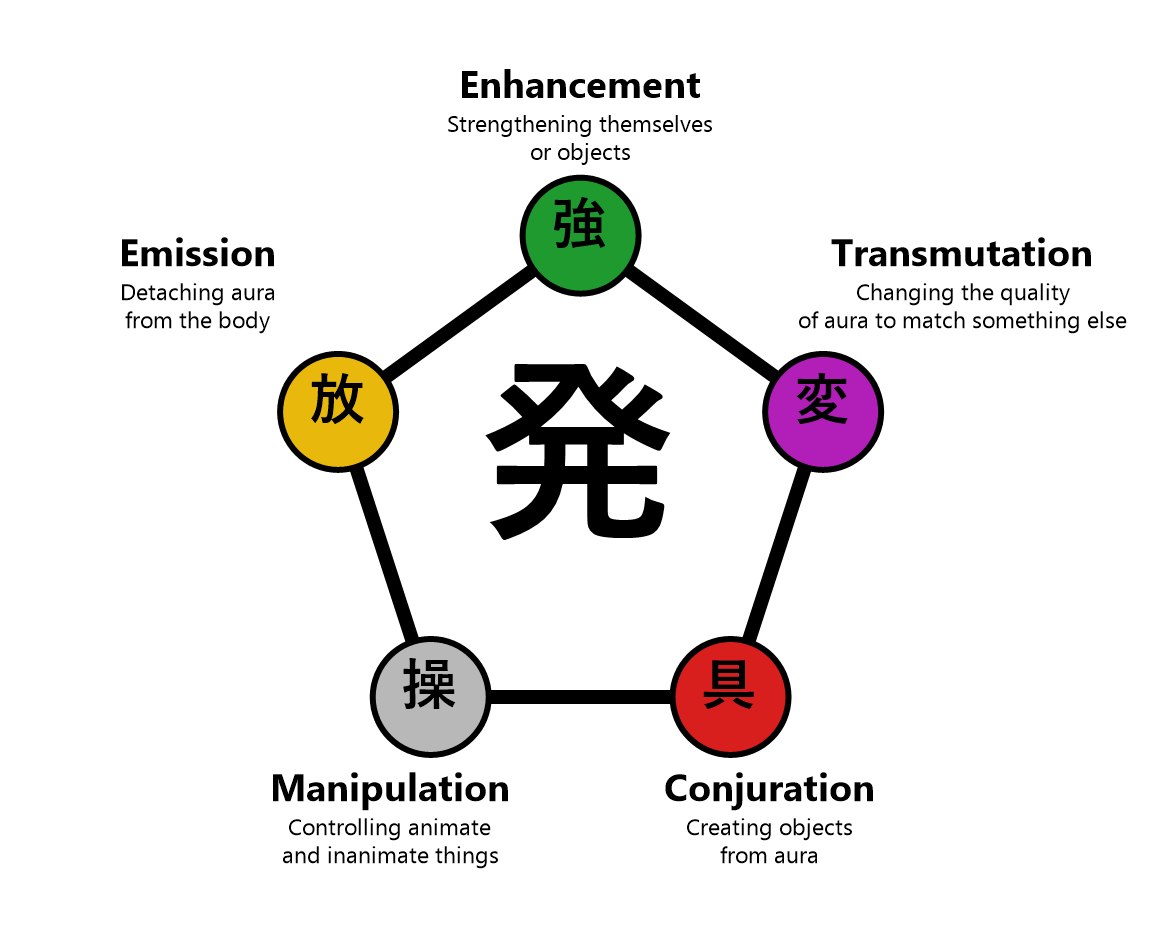 Enhancement
Strengthening themselves
or objects
強
Emission
Detaching aura
from the body
放
Transmutation
Changing the quality
of aura to match something else
変
発
操
Manipulation
Controlling animate
and inanimate things
具
Conjuration
Creating objects
from aura